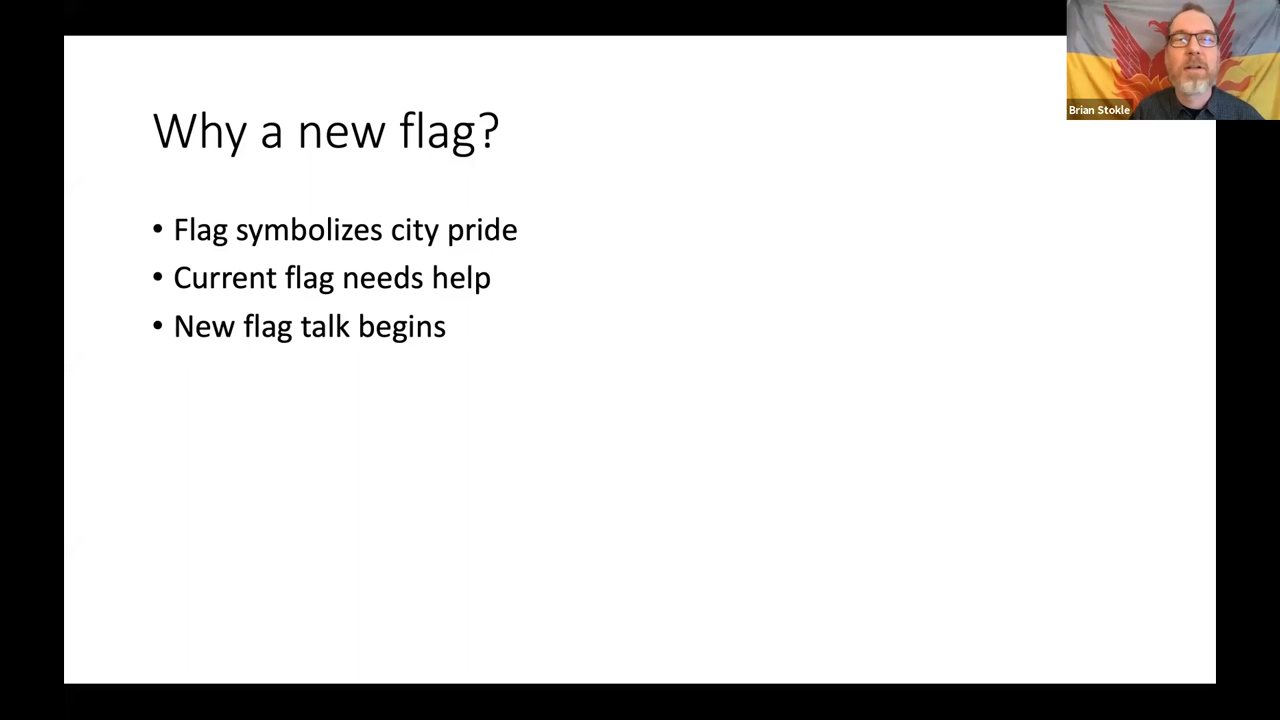 Why a new flag?
• Flag symbolizes city pride
• Current flag needs help
• New flag talk begins
Brian Stokle